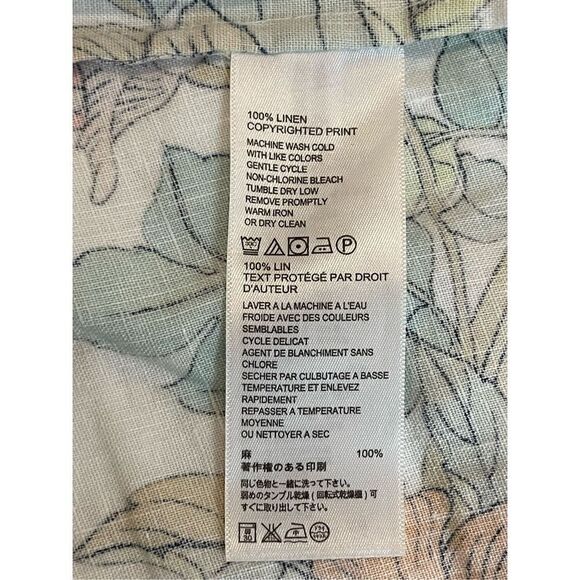 100% LINEN
COPYRIGHTED PRINT
MACHINE WASH COLD
WITH LIKE COLORS
GENTLE CYCLE
NON-CHLORINE BLEACH
TUMBLE DRY LOW
REMOVE PROMPTLY
WARM IRON
OR DRY CLEAN
P
100% LIN
TEXT PROTÉGÉ PAR DROIT
D'AUTEUR
LAVER A LA MACHINE A L'EAU
FROIDE AVEC DES COULEURS
SEMBLABLES
CYCLE DELICAT
AGENT DE BLANCHIMENT SANS
CHLORE
SECHER PAR CULBUTAGE A BASSE
TEMPERATURE ET ENLEVEZ
RAPIDEMENT
REPASSER A TEMPERATURE
MOYENNE
OU NETTOYER A SEC
麻 100%
著作権のある印刷
同じ色物と一緒に洗って下さい。
弱めのタンブル乾燥(回転式乾燥機)可
すぐに取り出して下さい。